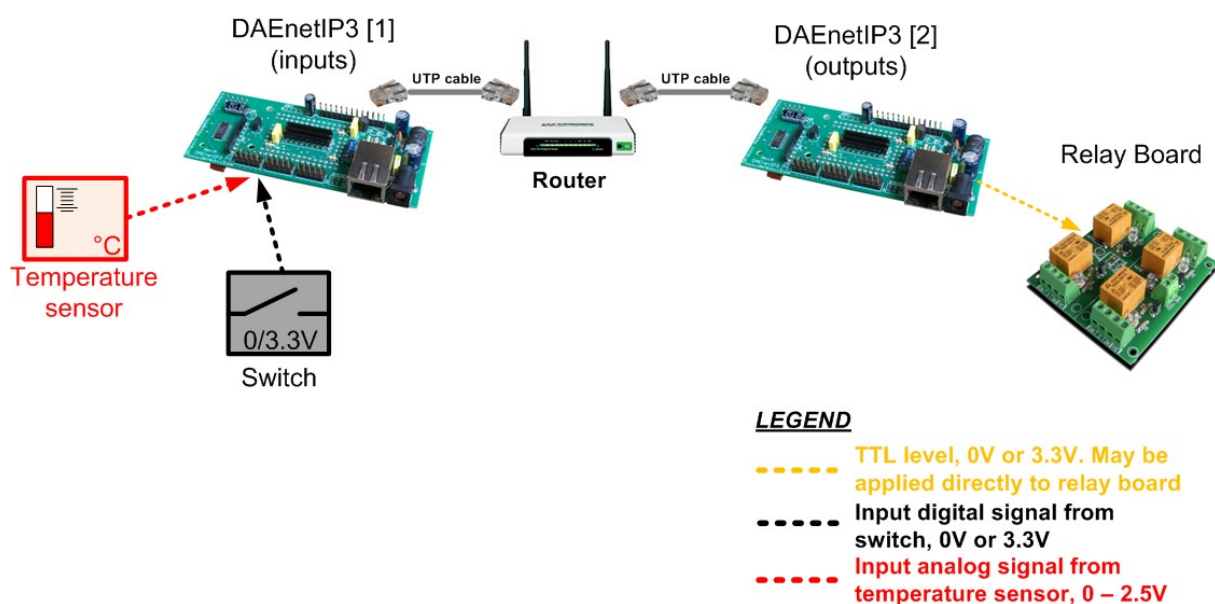 DAEnetIP3 [1]
(inputs)
UTP cable
UTP cable
DAEnetIP3 [2]
(outputs)
Router
Relay Board
°C
Temperature
sensor
0/3.3V
Switch
LEGEND
TTL level, 0V or 3.3V. May be
applied directly to relay board
Input digital signal from
switch, 0V or 3.3V
Input analog signal from
temperature sensor, 0 – 2.5V